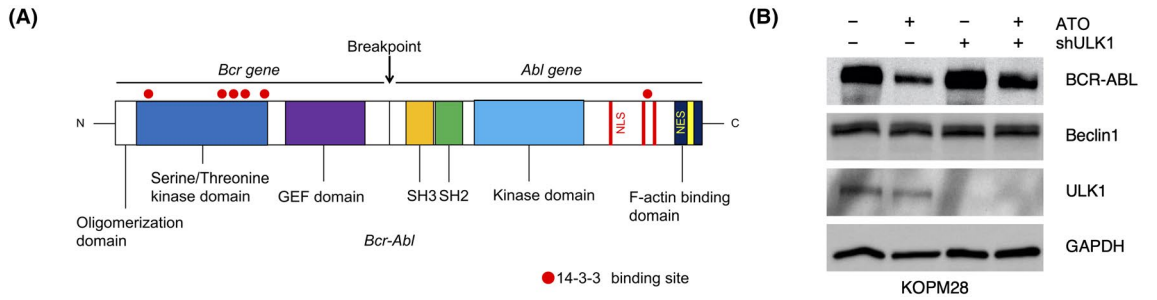 (A)
Breakpoint
Bcr gene
Abl gene
N
NLS
NES
C
Serine/Threonine
kinase domain
GEF domain
SH3 SH2
Kinase domain
F-actin binding
domain
Oligomerization
domain
Bcr-Abl
14-3-3 binding site
(B)
− + − + ATO
− − + + shULK1
BCR-ABL
Beclin1
ULK1
GAPDH
KOPM28